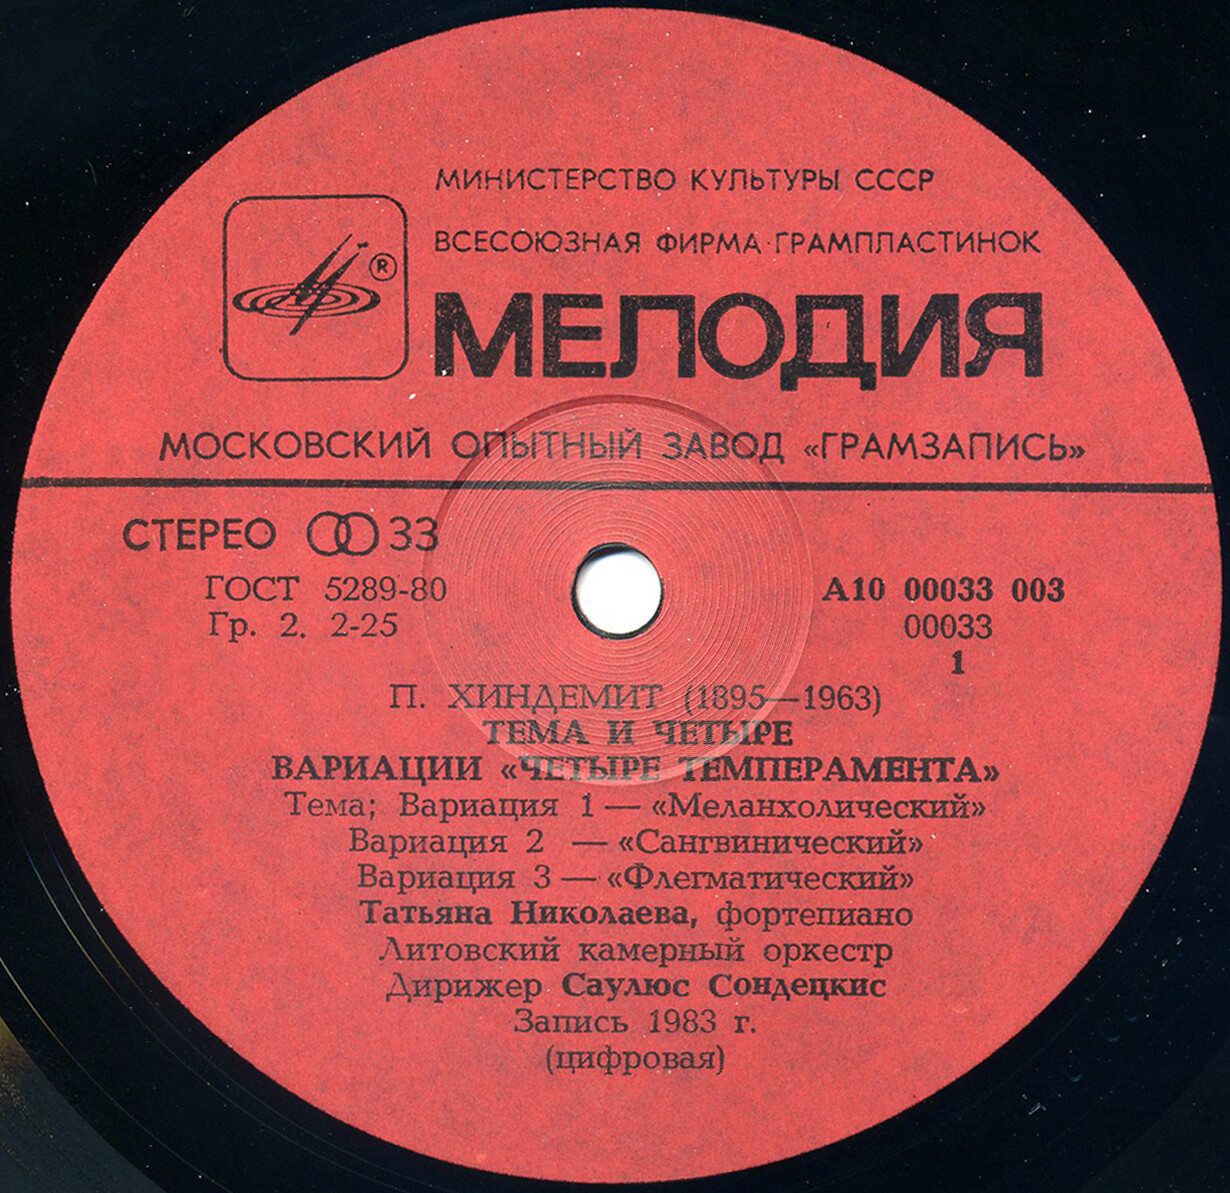 МИНИСТЕРСТВО КУЛЬТУРЫ СССР
ВСЕСОЮЗНАЯ ФИРМА ГРАМПЛАСТИНОК
®
МЕЛОДИЯ
МОСКОВСКИЙ ОПЫТНЫЙ ЗАВОД «ГРАМЗАПИСЬ»
СТЕРЕО 33
ГОСТ 5289-80
Гр. 2. 2-25
А10 00033 003
00033
1
П. ХИНДЕМИТ (1895—1963)
ТЕМА И ЧЕТЫРЕ
ВАРИАЦИИ «ЧЕТЫРЕ ТЕМПЕРАМЕНТА»
Тема; Вариация 1 — «Меланхолический»
Вариация 2 — «Сангвинический»
Вариация 3 — «Флегматический»
Татьяна Николаева, фортепиано
Литовский камерный оркестр
Дирижер Саулюс Сондецкис
Запись 1983 г.
(цифровая)